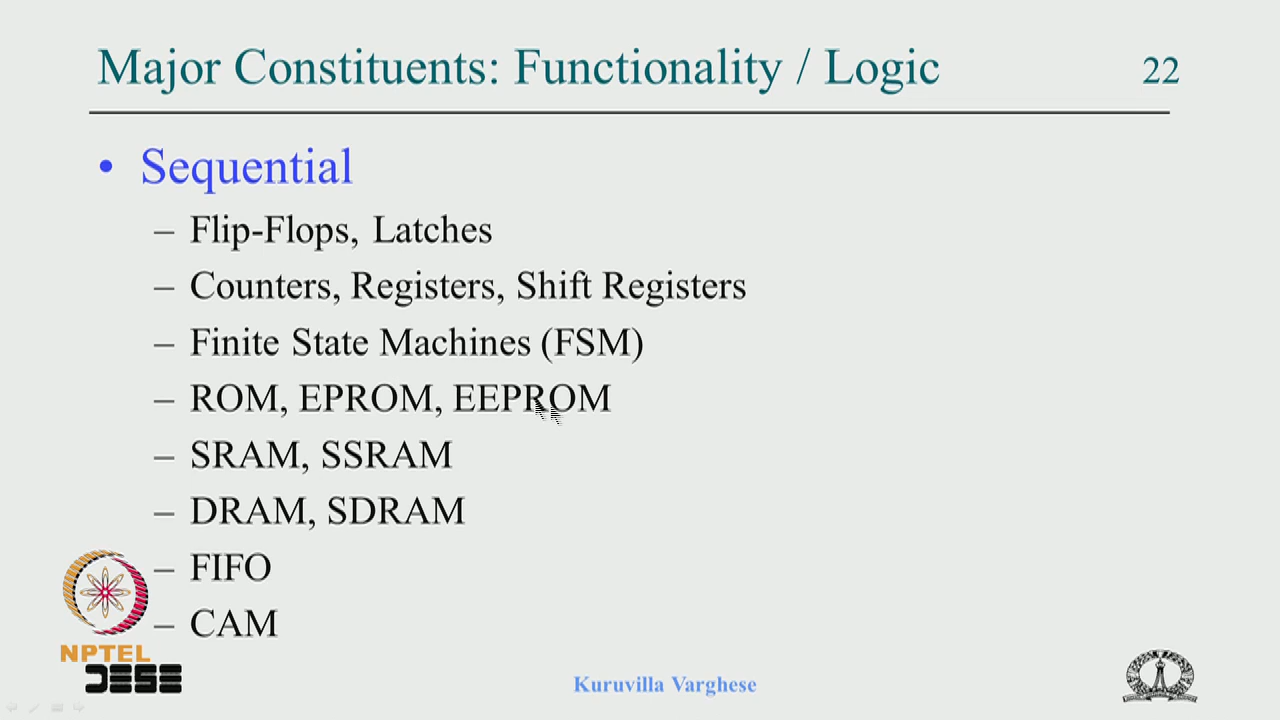 Major Constituents: Functionality / Logic 22
• Sequential
– Flip-Flops, Latches
– Counters, Registers, Shift Registers
– Finite State Machines (FSM)
– ROM, EPROM, EEPROM
– SRAM, SSRAM
– DRAM, SDRAM
– FIFO
– CAM
NPTEL
DESE
Kuruvilla Varghese